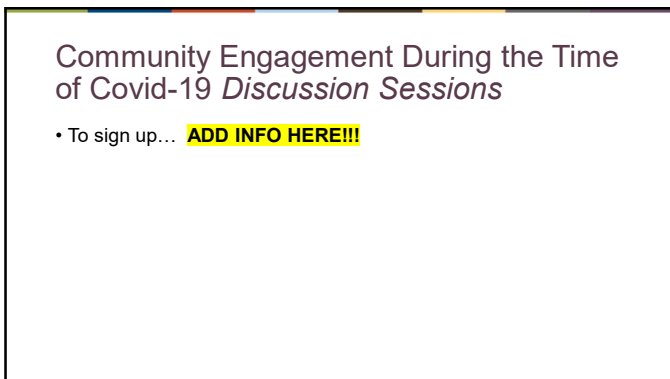 Community Engagement During the Time
of Covid-19 Discussion Sessions
• To sign up… ADD INFO HERE!!!